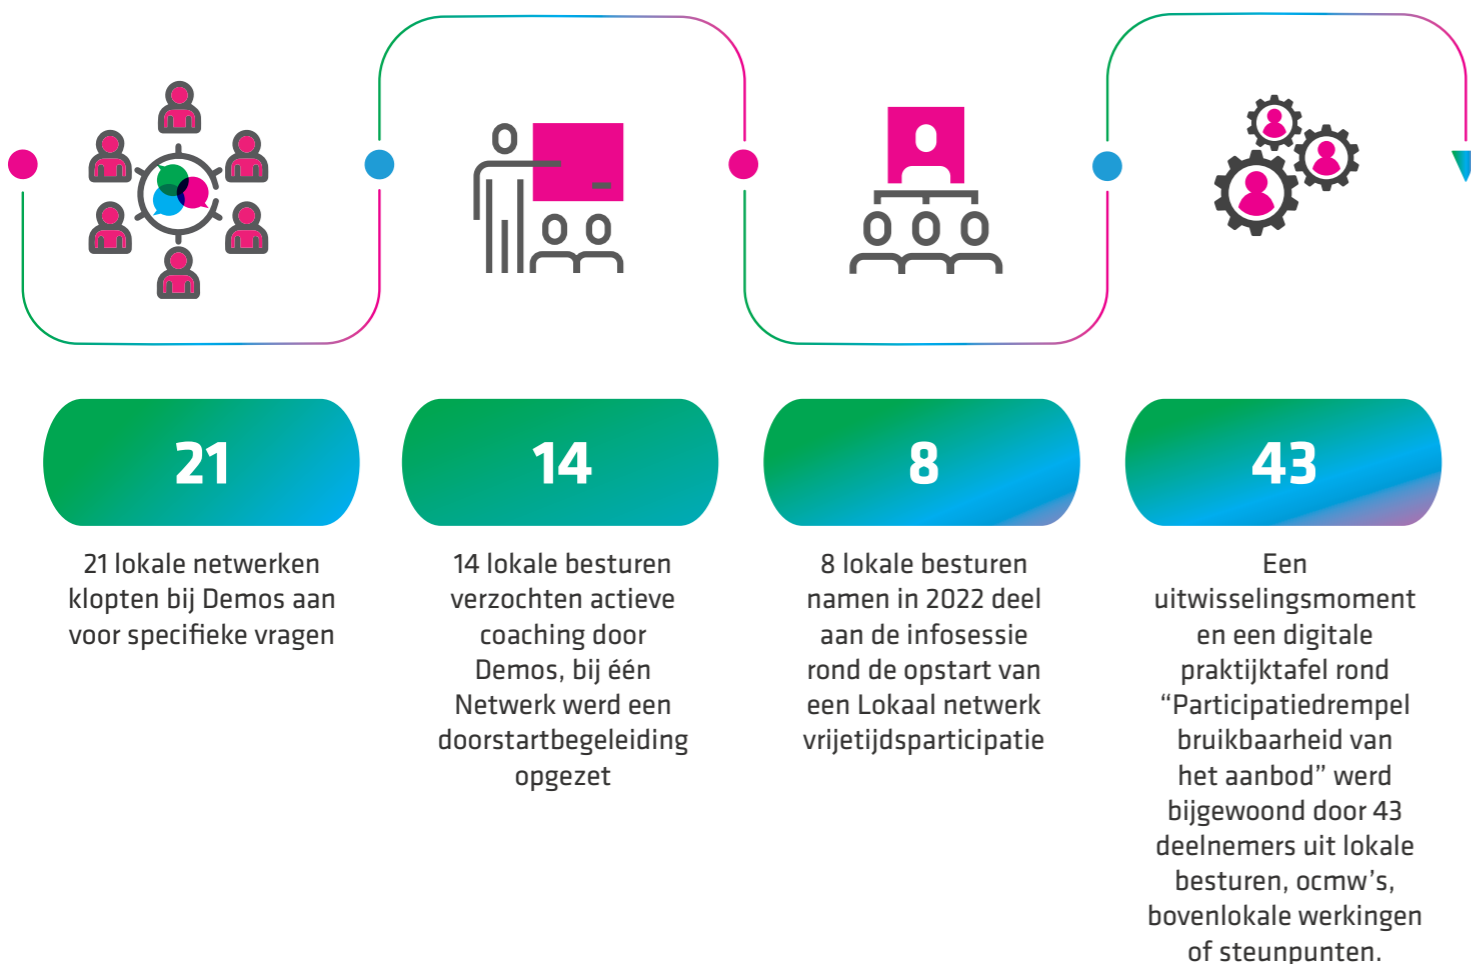 21
21 lokale netwerken
klopten bij Demos aan
voor specifieke vragen
14
14 lokale besturen
verzochten actieve
coaching door
Demos, bij één
Netwerk werd een
doorstartbegeleiding
opgezet
8
8 lokale besturen
namen in 2022 deel
aan de infosessie
rond de opstart van
een Lokaal netwerk
vrijetijdsparticipatie
43
Een
uitwisselingsmoment
en een digitale
praktijktafel rond
“Participatiedrempel
bruikbaarheid van
het aanbod” werd
bijgewoond door 43
deelnemers uit lokale
besturen, ocmw’s,
bovenlokale werkingen
of steunpunten.